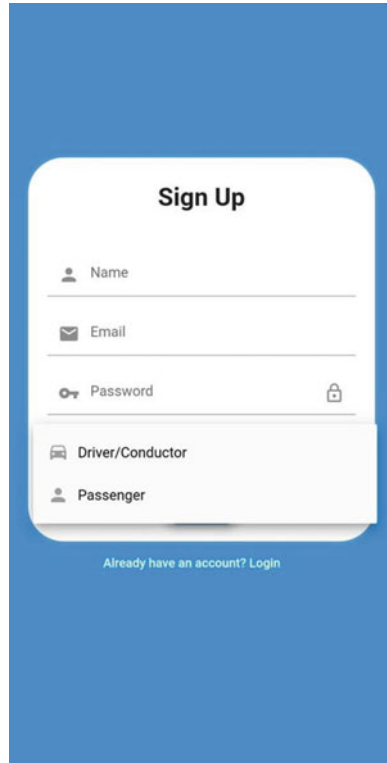 Sign Up
Name
Email
Password
Driver/Conductor
Passenger
Already have an account? Login